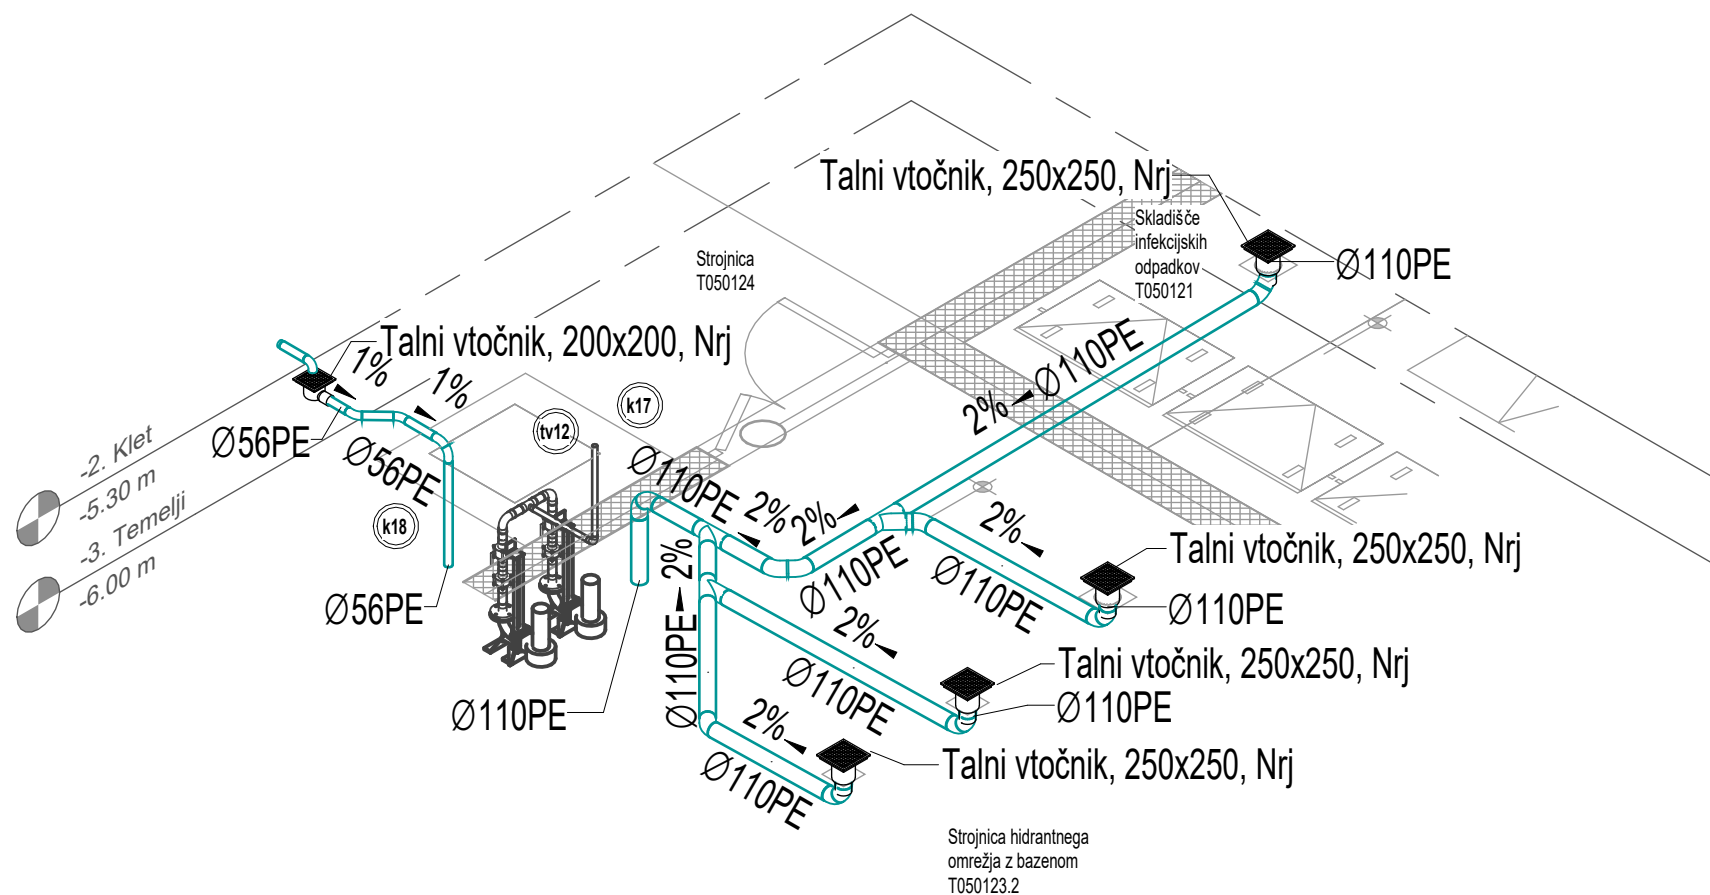 Talni vtočnik, 250x250, Nrj
Skladišče
infekcijskih
odpadkov
T050121
Ø110PE
Strojnica
T050124
Talni vtočnik, 200x200, Nrj
1%
1%
Ø56PE
Ø56PE
k17
tv12
k18
Ø56PE
-2. Klet
-5.30 m
-3. Temelji
-6.00 m
2%
Ø110PE
Ø110PE
2%
2%
Ø110PE
2%
Ø110PE
Talni vtočnik, 250x250, Nrj
Ø110PE
2%
Ø110PE
2%
Ø110PE
Talni vtočnik, 250x250, Nrj
Ø110PE
Ø110PE
2%
Ø110PE
Talni vtočnik, 250x250, Nrj
Strojnica hidrantnega
omrežja z bazenom
T050123.2